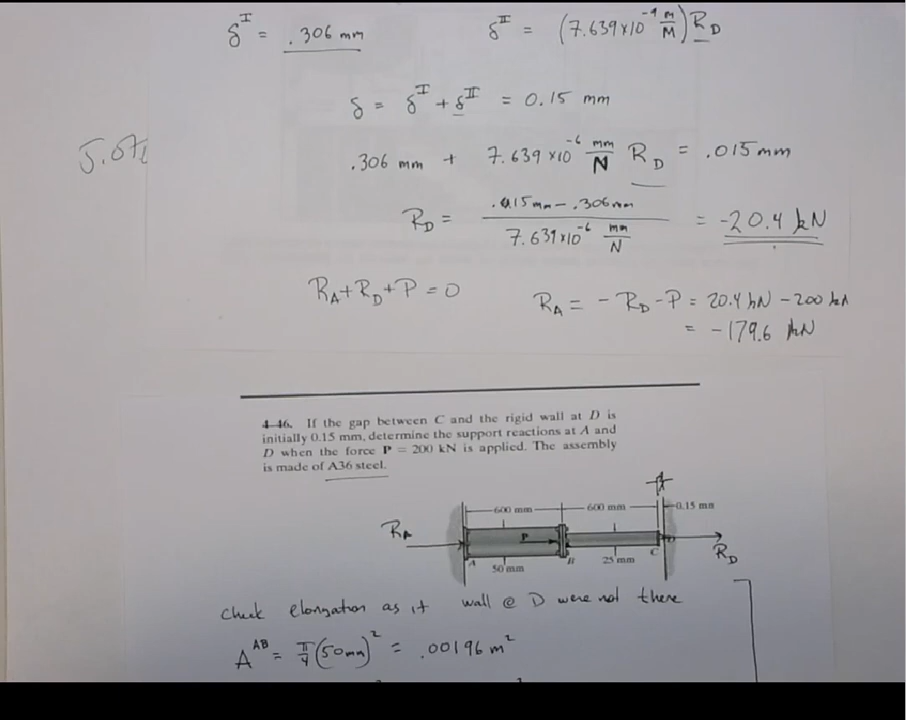 δ^I = .306 mm    δ^II = (7.639×10^-9 m/N) R_D
δ = δ^I + δ^II = 0.15 mm
.306 mm + 7.639×10^-6 mm/N R_D = .015 mm
R_D = (.015 mm - .306 mm) / (7.639×10^-6 mm/N) = -20.4 kN
R_A + R_D + P = 0    R_A = -R_D - P = 20.4 kN - 200 kN
= -179.6 kN
4-46. If the gap between C and the rigid wall at D is
initially 0.15 mm, determine the support reactions at A and
D when the force P = 200 kN is applied. The assembly
is made of A36 steel.
600 mm    600 mm    0.15 mm
R_A    P    R_D
A    B    C    D
50 mm    25 mm
check elongation as if wall @ D were not there
A^AB = π/4 (50mm)^2 = .00196 m^2